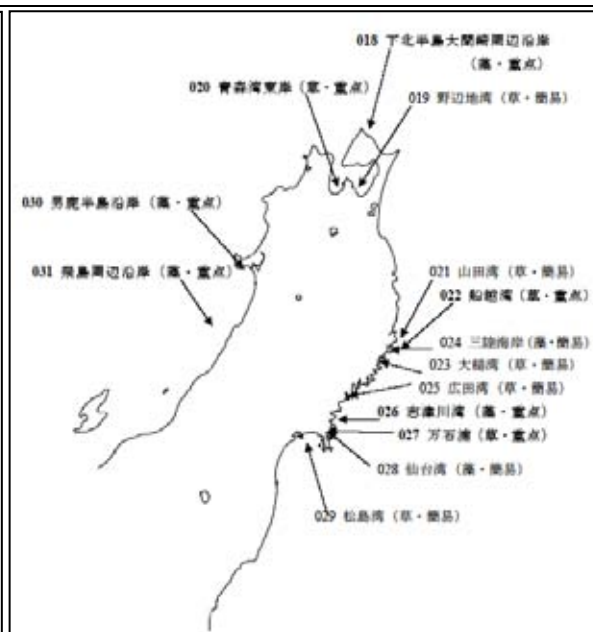 018 下北半島大間崎周辺沿岸
(藻・重点)
020 青森湾東岸(草・重点)
019 野辺地湾(草・簡易)
030 男鹿半島沿岸(藻・重点)
031 飛島周辺沿岸(藻・重点)
021 山田湾(草・簡易)
022 船越湾(草・重点)
024 三陸海岸(藻・簡易)
023 大槌湾(草・簡易)
025 広田湾(草・簡易)
026 志津川湾(藻・重点)
027 万石浦(草・重点)
028 仙台湾(藻・簡易)
029 松島湾(草・簡易)